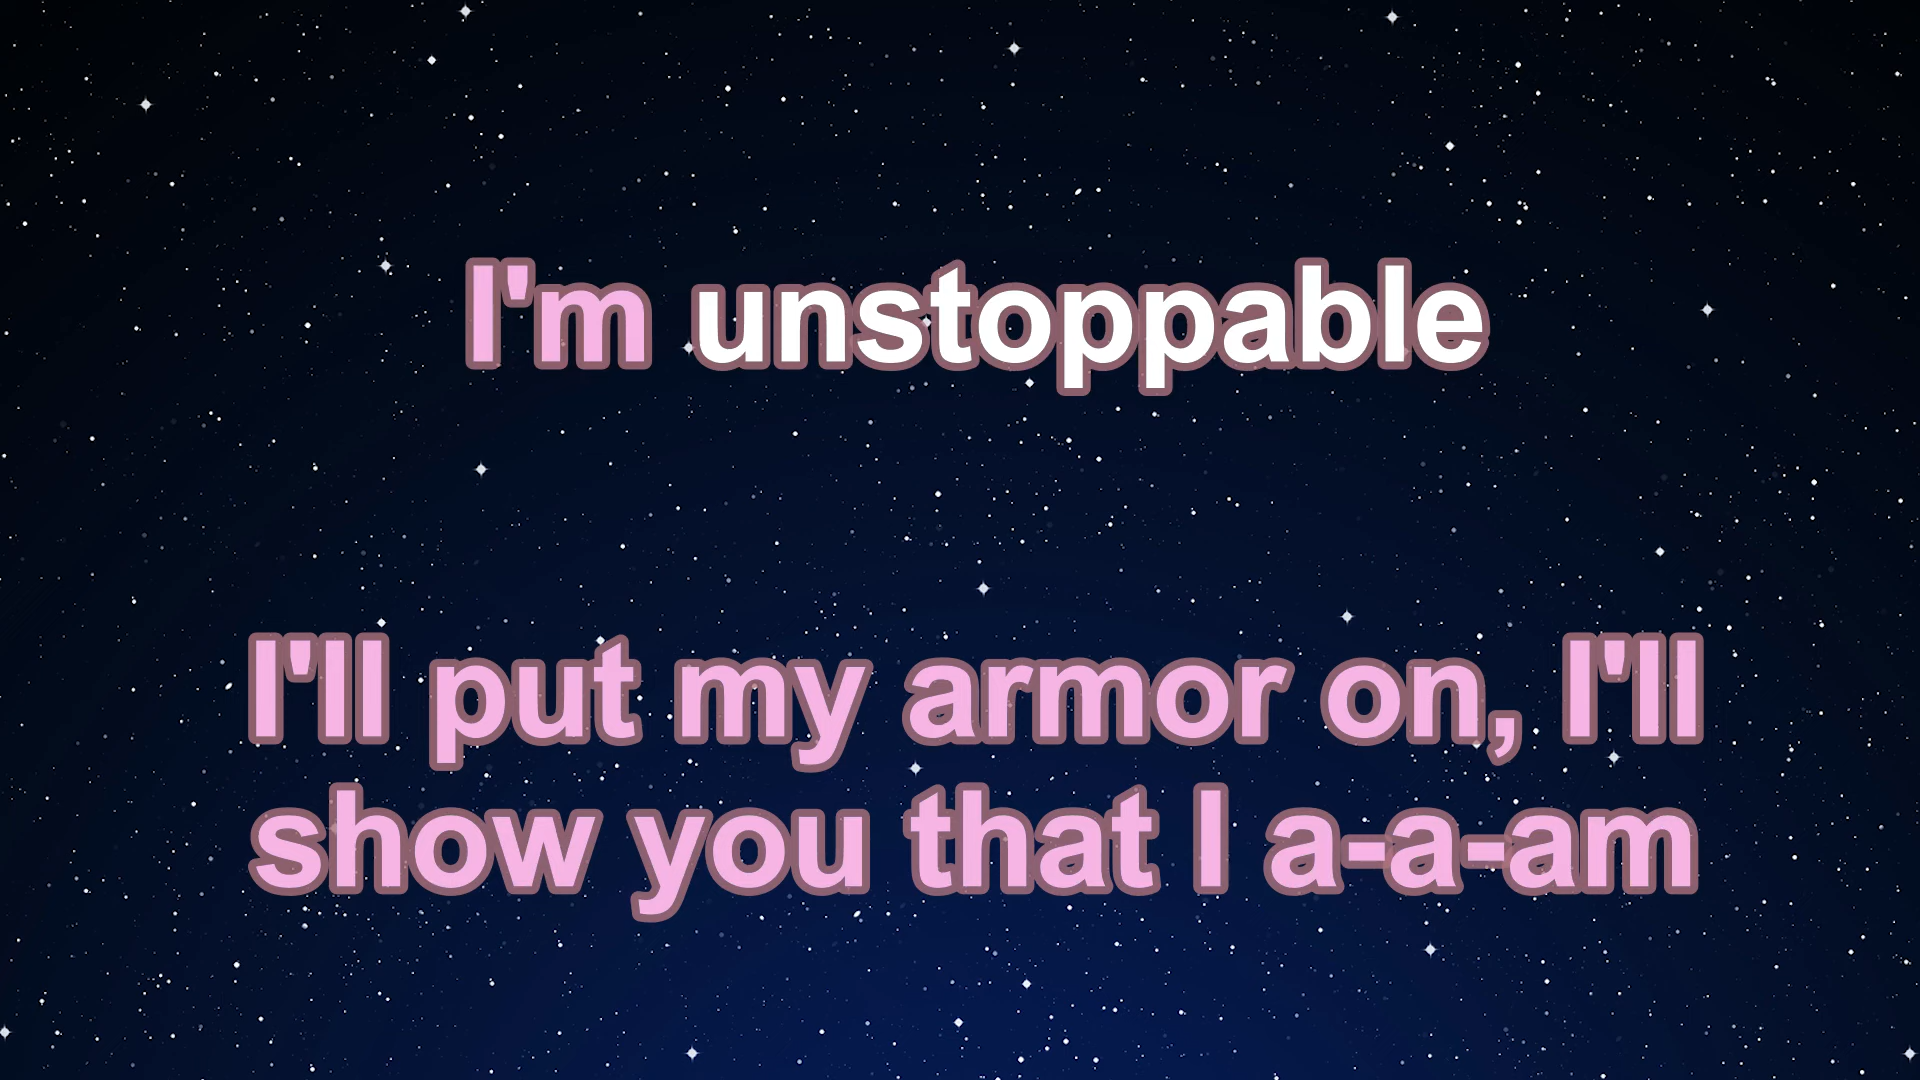 I'm unstoppable
I'll put my armor on, I'll
show you that I a-a-am